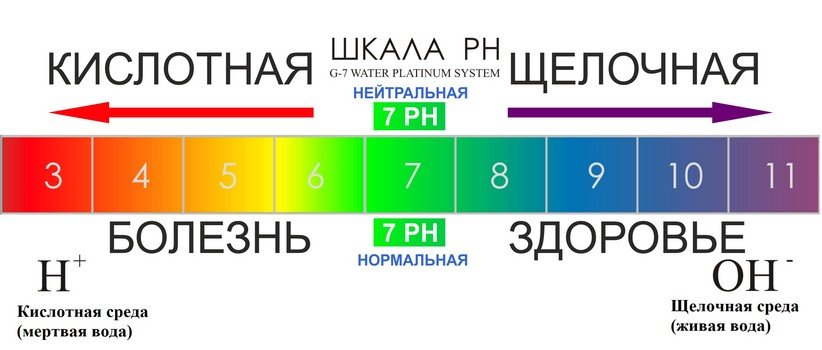 КИСЛОТНАЯ
ШКАЛА PH
G-7 WATER PLATINUM SYSTEM
ЩЕЛОЧНАЯ
НЕЙТРАЛЬНАЯ
7 PH
3 4 5 6 7 8 9 10 11
БОЛЕЗНЬ
7 PH
НОРМАЛЬНАЯ
ЗДОРОВЬЕ
H+
Кислотная среда
(мертвая вода)
OH-
Щелочная среда
(живая вода)